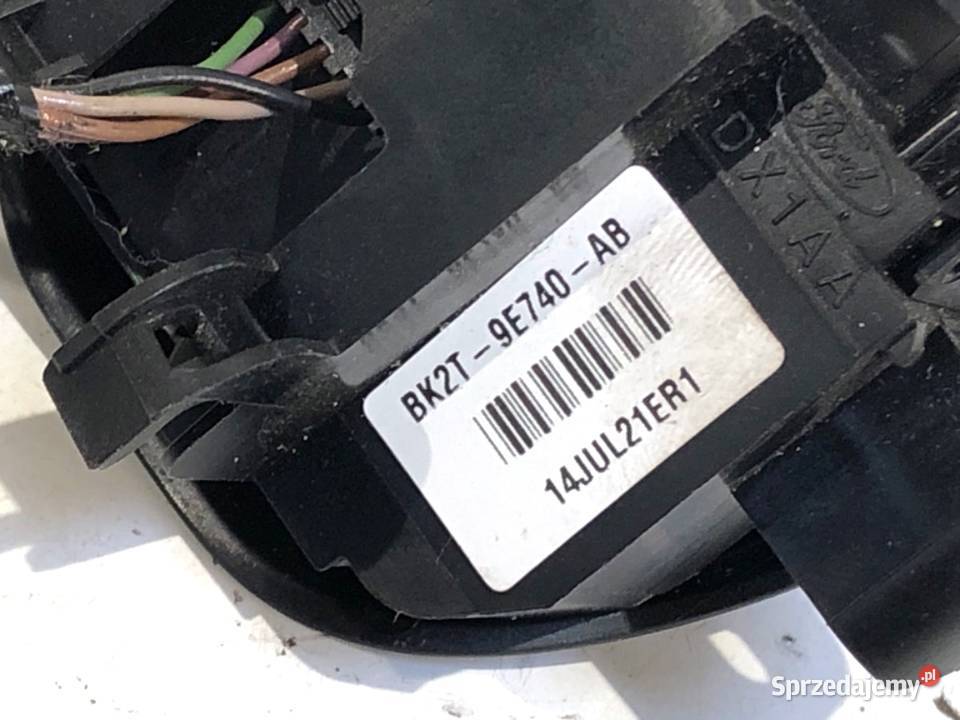 Ford
DX1AA
BK2T-9E740-AB
14JUL21ER1
Sprzedajemy.pl